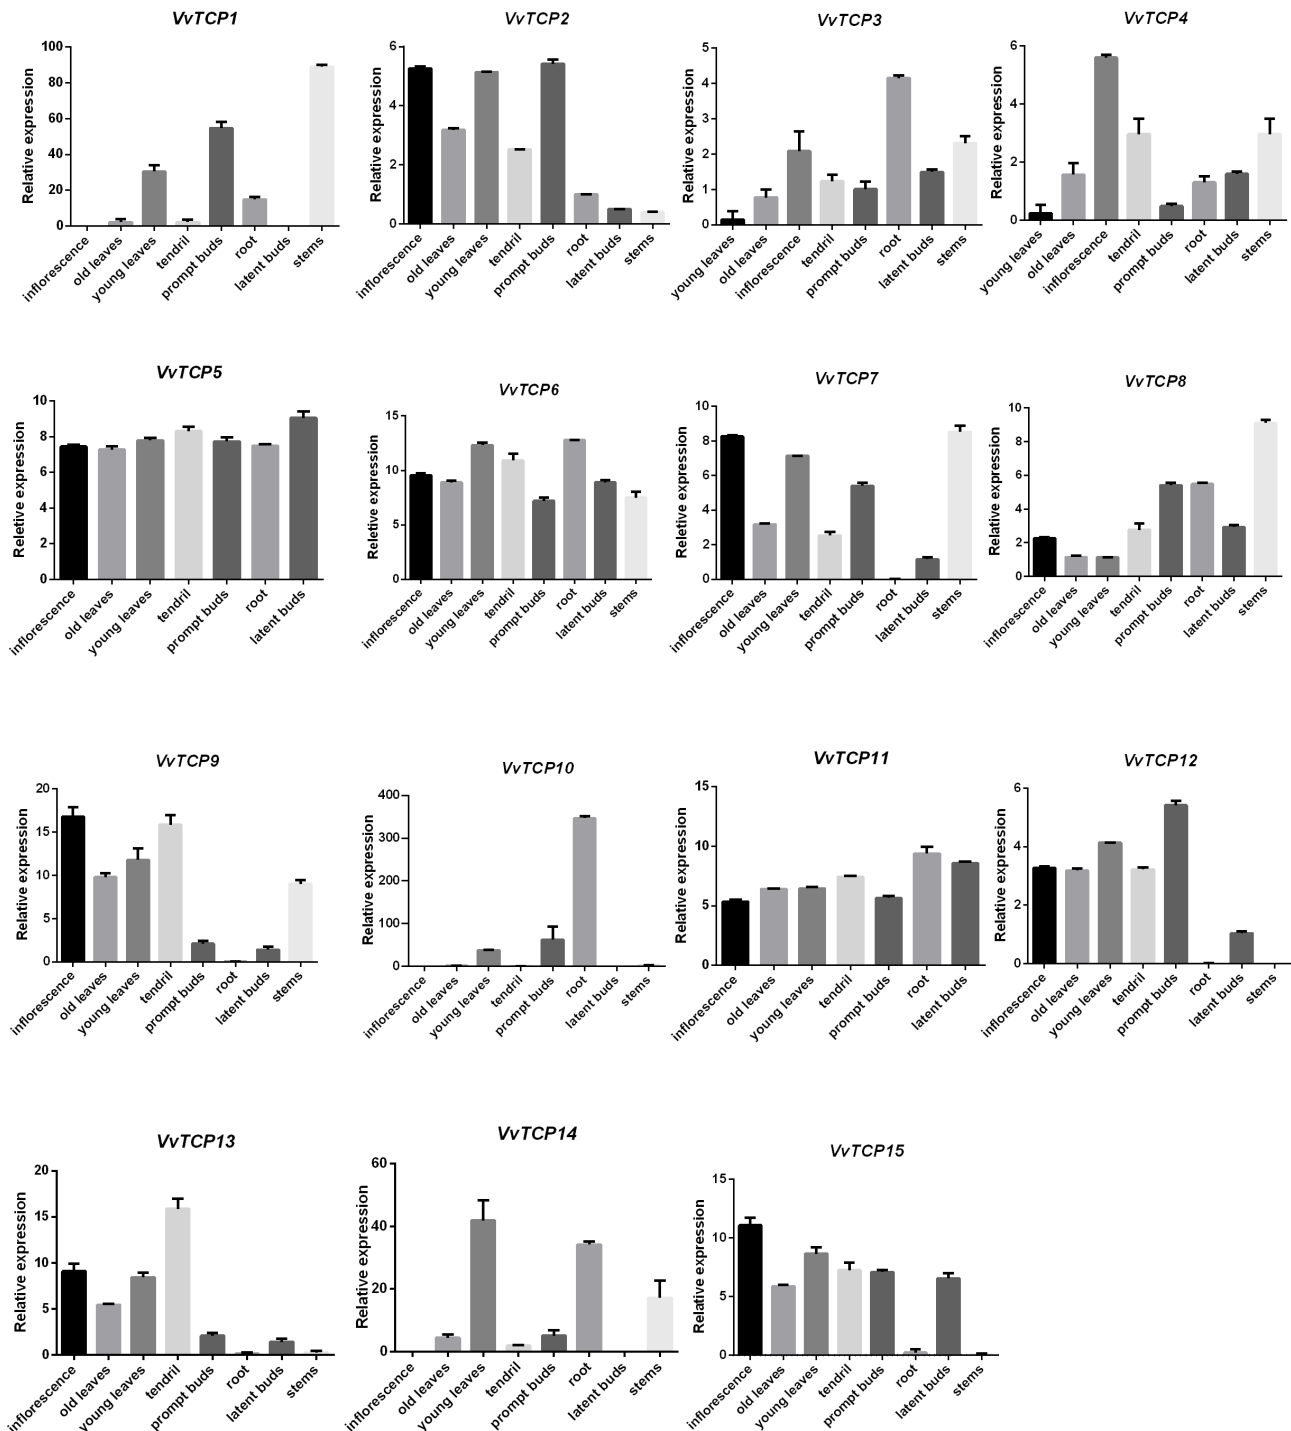 VvTCP1
Relative expression
100
80
60
40
20
0
inflorescence
old leaves
young leaves
tendril
prompt buds
root
latent buds
stems
VvTCP2
Relative expression
6
4
2
0
inflorescence
old leaves
young leaves
tendril
prompt buds
root
latent buds
stems
VvTCP3
Relative expression
5
4
3
2
1
0
young leaves
old leaves
inflorescence
tendril
prompt buds
root
latent buds
stems
VvTCP4
Relative expression
6
4
2
0
young leaves
old leaves
inflorescence
tendril
prompt buds
root
latent buds
stems
VvTCP5
Reletive expression
10
8
6
4
2
0
inflorescence
old leaves
young leaves
tendril
prompt buds
root
latent buds
VvTCP6
Reletive expression
15
10
5
0
inflorescence
old leaves
young leaves
tendril
prompt buds
root
latent buds
stems
VvTCP7
Relative expression
10
8
6
4
2
0
inflorescence
old leaves
young leaves
tendril
prompt buds
root
latent buds
stems
VvTCP8
Relative expression
10
8
6
4
2
0
inflorescence
old leaves
young leaves
tendril
prompt buds
root
latent buds
stems
VvTCP9
Relative expression
20
15
10
5
0
inflorescence
old leaves
young leaves
tendril
prompt buds
root
latent buds
stems
VvTCP10
Relative expression
400
300
200
100
0
inflorescence
old leaves
young leaves
tendril
prompt buds
root
latent buds
stems
VvTCP11
Relative expression
15
10
5
0
inflorescence
old leaves
young leaves
tendril
prompt buds
root
latent buds
VvTCP12
Relative expression
6
4
2
0
inflorescence
old leaves
young leaves
tendril
prompt buds
root
latent buds
stems
VvTCP13
Relative expression
20
15
10
5
0
inflorescence
old leaves
young leaves
tendril
prompt buds
root
latent buds
stems
VvTCP14
Relative expression
60
40
20
0
inflorescence
old leaves
young leaves
tendril
prompt buds
root
latent buds
stems
VvTCP15
Relative expression
15
10
5
0
inflorescence
old leaves
young leaves
tendril
prompt buds
root
latent buds
stems